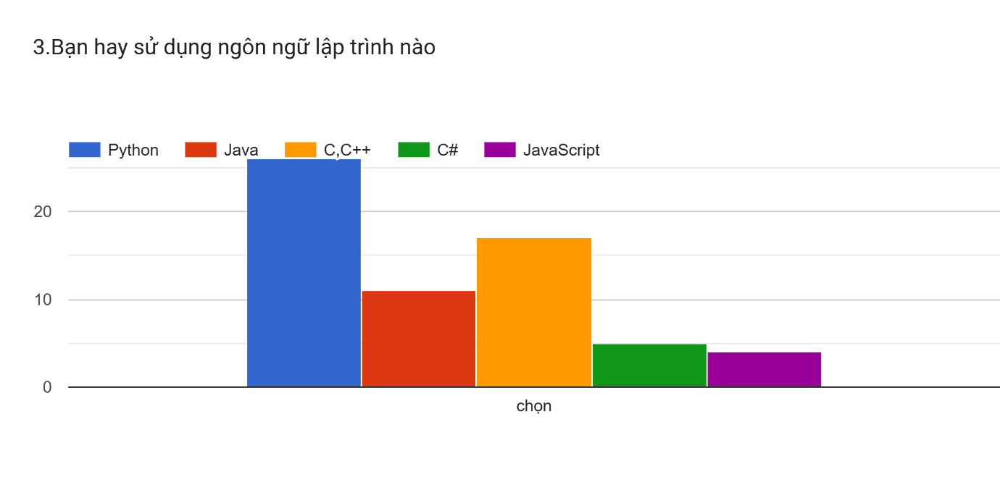 3.Bạn hay sử dụng ngôn ngữ lập trình nào
Python Java C,C++ C# JavaScript
20
10
0
chọn